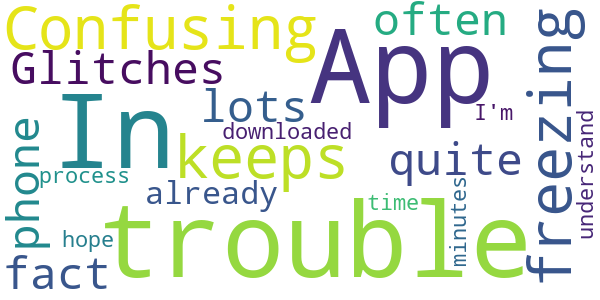 Confusing
often
App
Glitches
In
lots
I'm
freezing
downloaded
keeps
quite
understand
phone
process
already
time
minutes
trouble
hope
fact